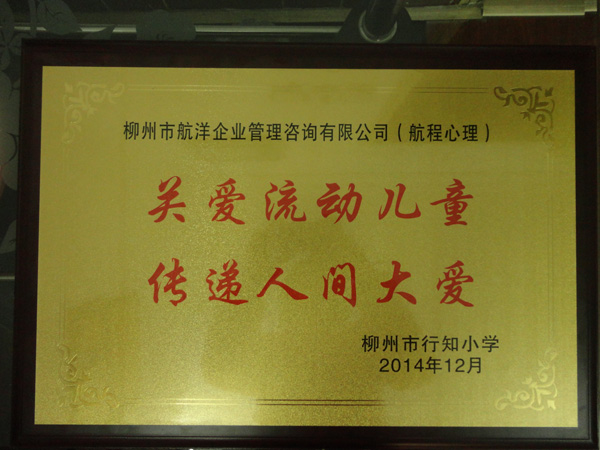 柳州市航洋企业管理咨询有限公司（航程心理）
关爱流动儿童
传递人间大爱
柳州市行知小学
2014年12月